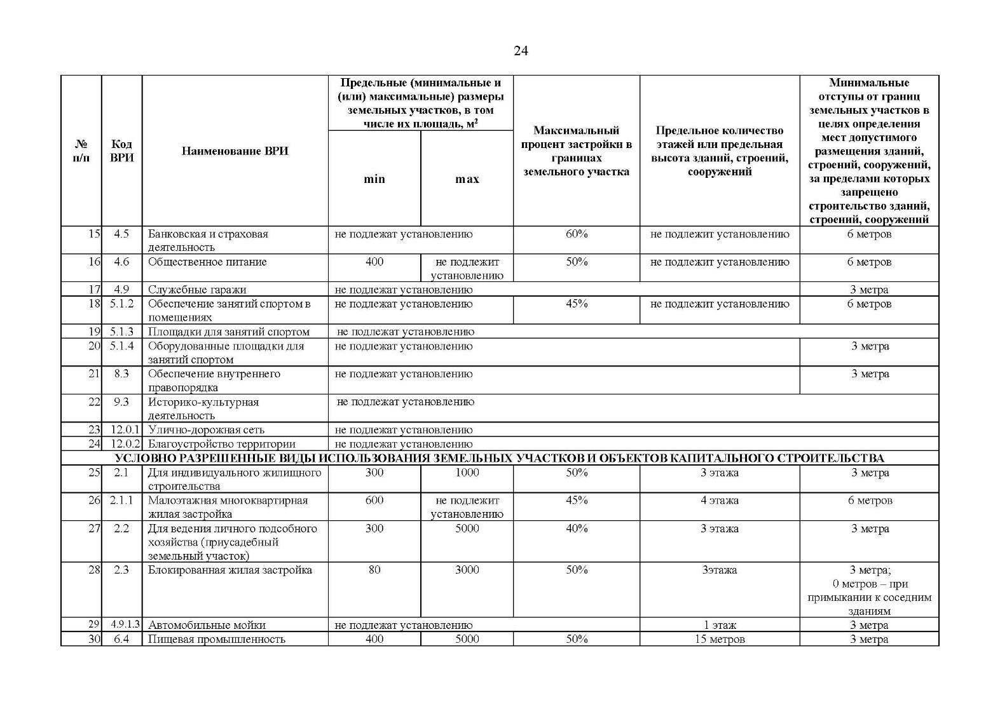 24
№
п/п
Код
ВРИ
Наименование ВРИ
Предельные (минимальные и
(или) максимальные) размеры
земельных участков, в том
числе их площадь, м²
min
max
Максимальный
процент застройки в
границах
земельного участка
Предельное количество
этажей или предельная
высота зданий, строений,
сооружений
Минимальные
отступы от границ
земельных участков в
целях определения
мест допустимого
размещения зданий,
строений, сооружений,
за пределами которых
запрещено
строительство зданий,
строений, сооружений
15 4.5 Банковская и страховая не подлежат установлению 60% не подлежит установлению 6 метров
деятельность
16 4.6 Общественное питание 400 не подлежит 50% не подлежит установлению 6 метров
установлению
17 4.9 Служебные гаражи не подлежат установлению 3 метра
18 5.1.2 Обеспечение занятий спортом в не подлежат установлению 45% не подлежит установлению 6 метров
помещениях
19 5.1.3 Площадки для занятий спортом не подлежат установлению
20 5.1.4 Оборудованные площадки для не подлежат установлению 3 метра
занятий спортом
21 8.3 Обеспечение внутреннего не подлежат установлению 3 метра
правопорядка
22 9.3 Историко-культурная не подлежат установлению
деятельность
23 12.0.1 Улично-дорожная сеть не подлежат установлению
24 12.0.2 Благоустройство территории не подлежат установлению
УСЛОВНО РАЗРЕШЕННЫЕ ВИДЫ ИСПОЛЬЗОВАНИЯ ЗЕМЕЛЬНЫХ УЧАСТКОВ И ОБЪЕКТОВ КАПИТАЛЬНОГО СТРОИТЕЛЬСТВА
25 2.1 Для индивидуального жилищного 300 1000 50% 3 этажа 3 метра
строительства
26 2.1.1 Малоэтажная многоквартирная 600 не подлежит 45% 4 этажа 6 метров
жилая застройка установлению
27 2.2 Для ведения личного подсобного 300 5000 40% 3 этажа 3 метра
хозяйства (приусадебный
земельный участок)
28 2.3 Блокированная жилая застройка 80 3000 50% 3этажа 3 метра;
0 метров – при
примыкании к соседним
зданиям
29 4.9.1.3 Автомобильные мойки не подлежат установлению 1 этаж 3 метра
30 6.4 Пищевая промышленность 400 5000 50% 15 метров 3 метра